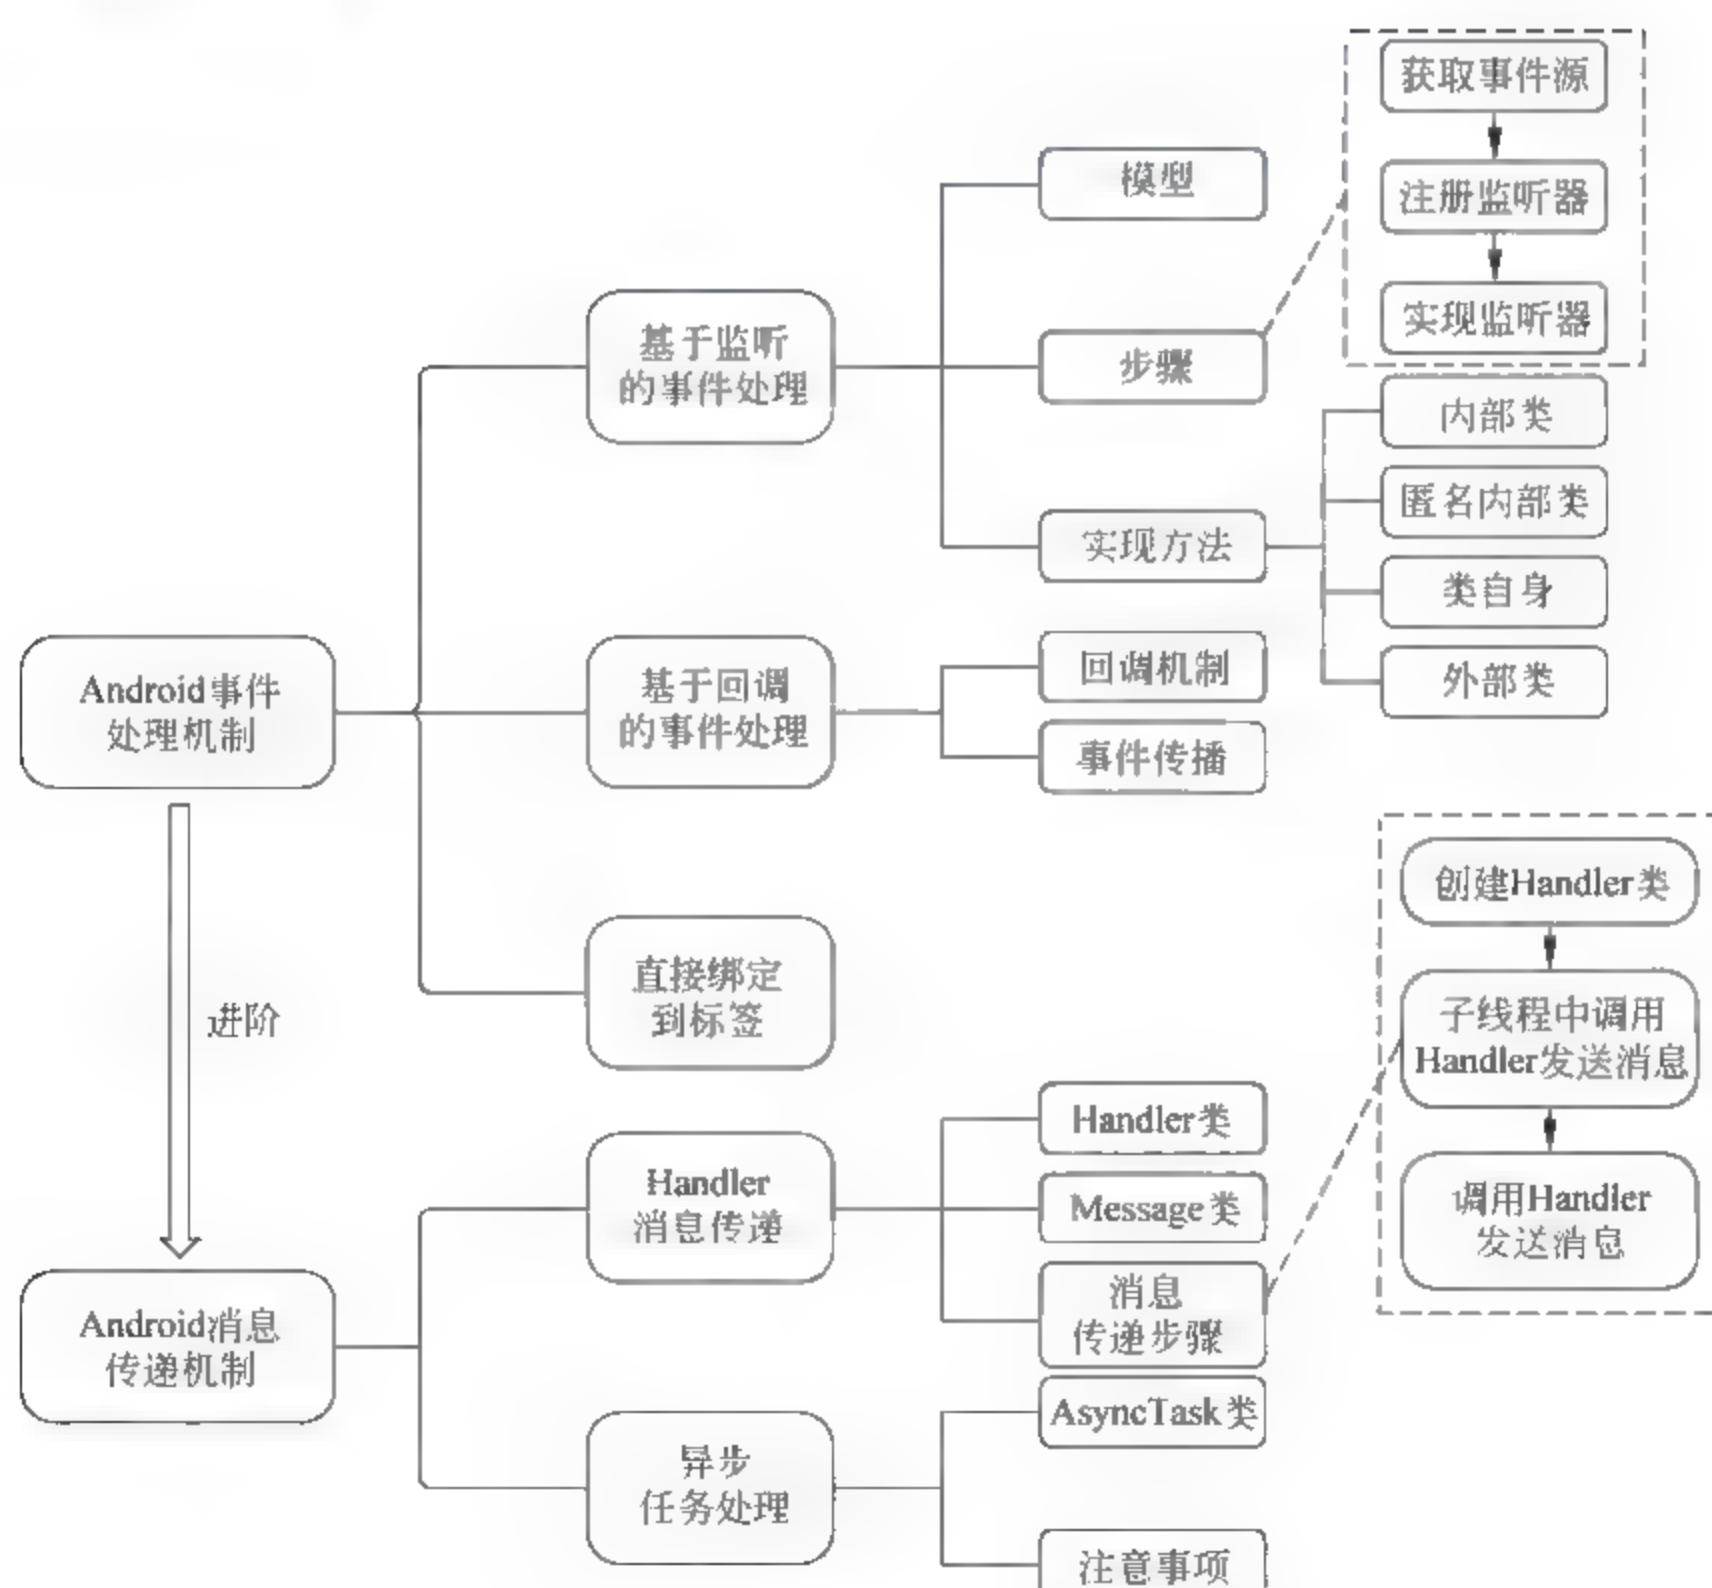 获取事件源
模型
注册监听器
基于监听
的事件处理
实现监听器
步骤
内部类
匿名内部类
实现方法
类自身
Android事件
处理机制
基于回调
的事件处理
回调机制
外部类
事件传播
创建Handler类
直接绑定
到标签
进阶
子线程中调用
Handler发送消息
Handler类
Handler
消息传递
Message类
调用Handler
发送消息
消息
传递步骤
Android消息
传递机制
AsyncTask类
异步
任务处理
注意事项